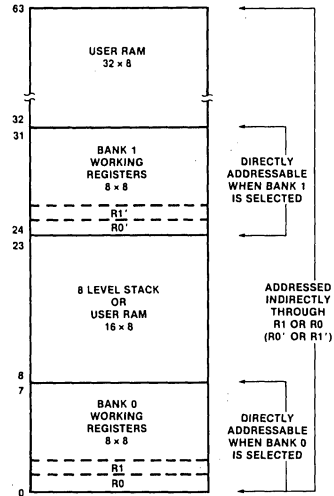 63
USER RAM
32 × 8
32
31
BANK 1
WORKING
REGISTERS
8 × 8
R1'
R0'
24
23
8 LEVEL STACK
OR
USER RAM
16 × 8
8
7
BANK 0
WORKING
REGISTERS
8 × 8
R1
R0
0
DIRECTLY
ADDRESSABLE
WHEN BANK 1
IS SELECTED
ADDRESSED
INDIRECTLY
THROUGH
R1 OR R0
(R0' OR R1')
DIRECTLY
ADDRESSABLE
WHEN BANK 0
IS SELECTED